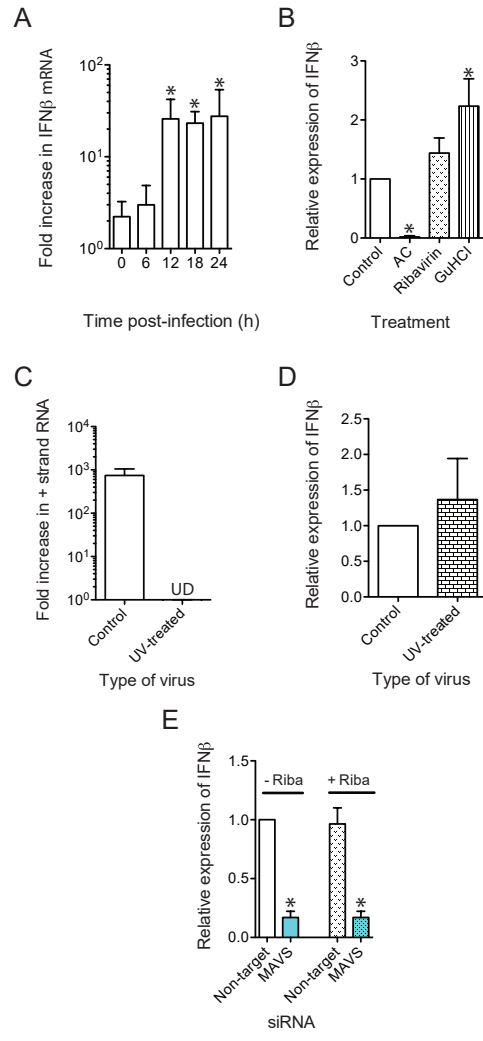 A
Fold increase in IFNβ mRNA
10²
10¹
10⁰
* * *
0 6 12 18 24
Time post-infection (h)
B
Relative expression of IFNβ
3
2
1
0
* *
Control AC Ribavirin GuHCl
Treatment
C
Fold increase in + strand RNA
10⁴
10³
10²
10¹
10⁰
UD
Control UV-treated
Type of virus
D
Relative expression of IFNβ
2.5
2.0
1.5
1.0
0.5
0.0
Control UV-treated
Type of virus
E
Relative expression of IFNβ
1.5
1.0
0.5
0.0
- Riba + Riba
* *
Non-target MAVS Non-target MAVS
siRNA